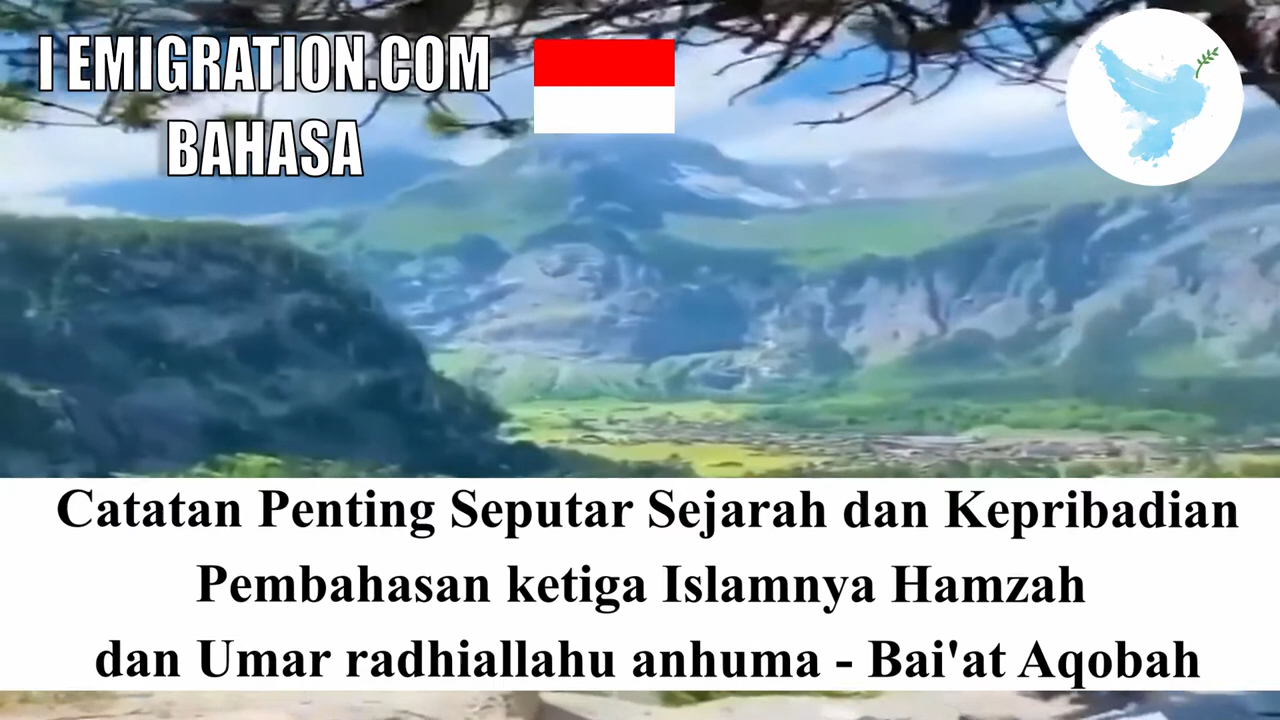 I EMIGRATION.COM
BAHASA
Catatan Penting Seputar Sejarah dan Kepribadian
Pembahasan ketiga Islamnya Hamzah
dan Umar radhiallahu anhuma - Bai'at Aqobah